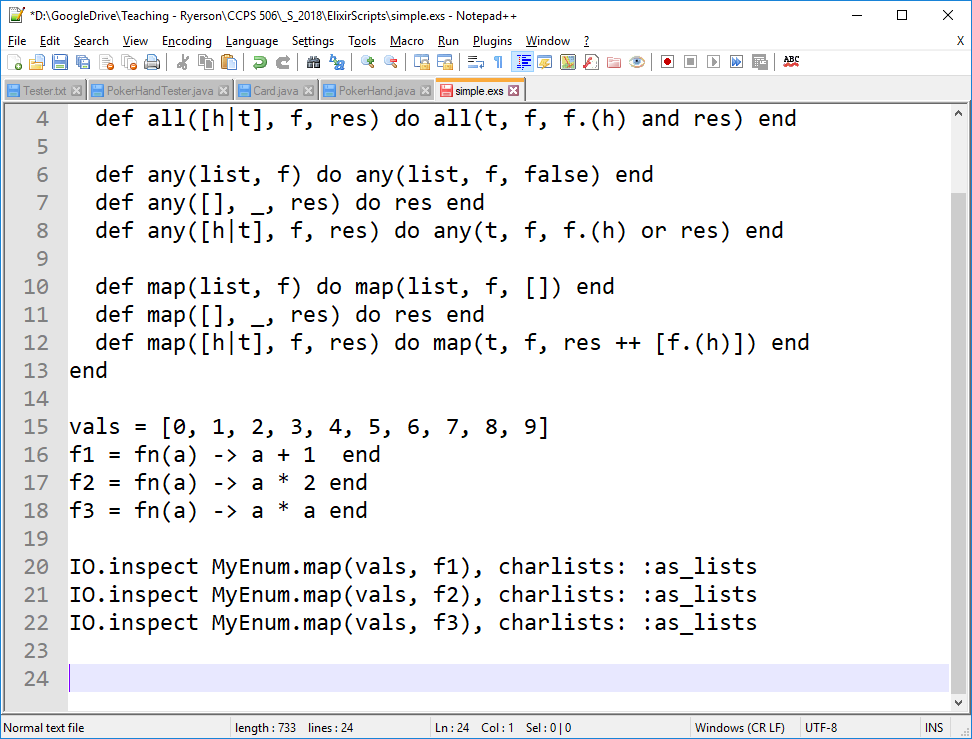 *D:\GoogleDrive\Teaching - Ryerson\CCPS 506\_S_2018\ElixirScripts\simple.exs - Notepad++
File Edit Search View Encoding Language Settings Tools Macro Run Plugins Window ? X
ABC
Tester.txt PokerHandTester.java Card.java PokerHand.java simple.exs
4 def all([h|t], f, res) do all(t, f, f.(h) and res) end
5
6 def any(list, f) do any(list, f, false) end
7 def any([], _, res) do res end
8 def any([h|t], f, res) do any(t, f, f.(h) or res) end
9
10 def map(list, f) do map(list, f, []) end
11 def map([], _, res) do res end
12 def map([h|t], f, res) do map(t, f, res ++ [f.(h)]) end
13 end
14
15 vals = [0, 1, 2, 3, 4, 5, 6, 7, 8, 9]
16 f1 = fn(a) -> a + 1  end
17 f2 = fn(a) -> a * 2 end
18 f3 = fn(a) -> a * a end
19
20 IO.inspect MyEnum.map(vals, f1), charlists: :as_lists
21 IO.inspect MyEnum.map(vals, f2), charlists: :as_lists
22 IO.inspect MyEnum.map(vals, f3), charlists: :as_lists
23
24
Normal text file length : 733 lines : 24 Ln : 24 Col : 1 Sel : 0 | 0 Windows (CR LF) UTF-8 INS